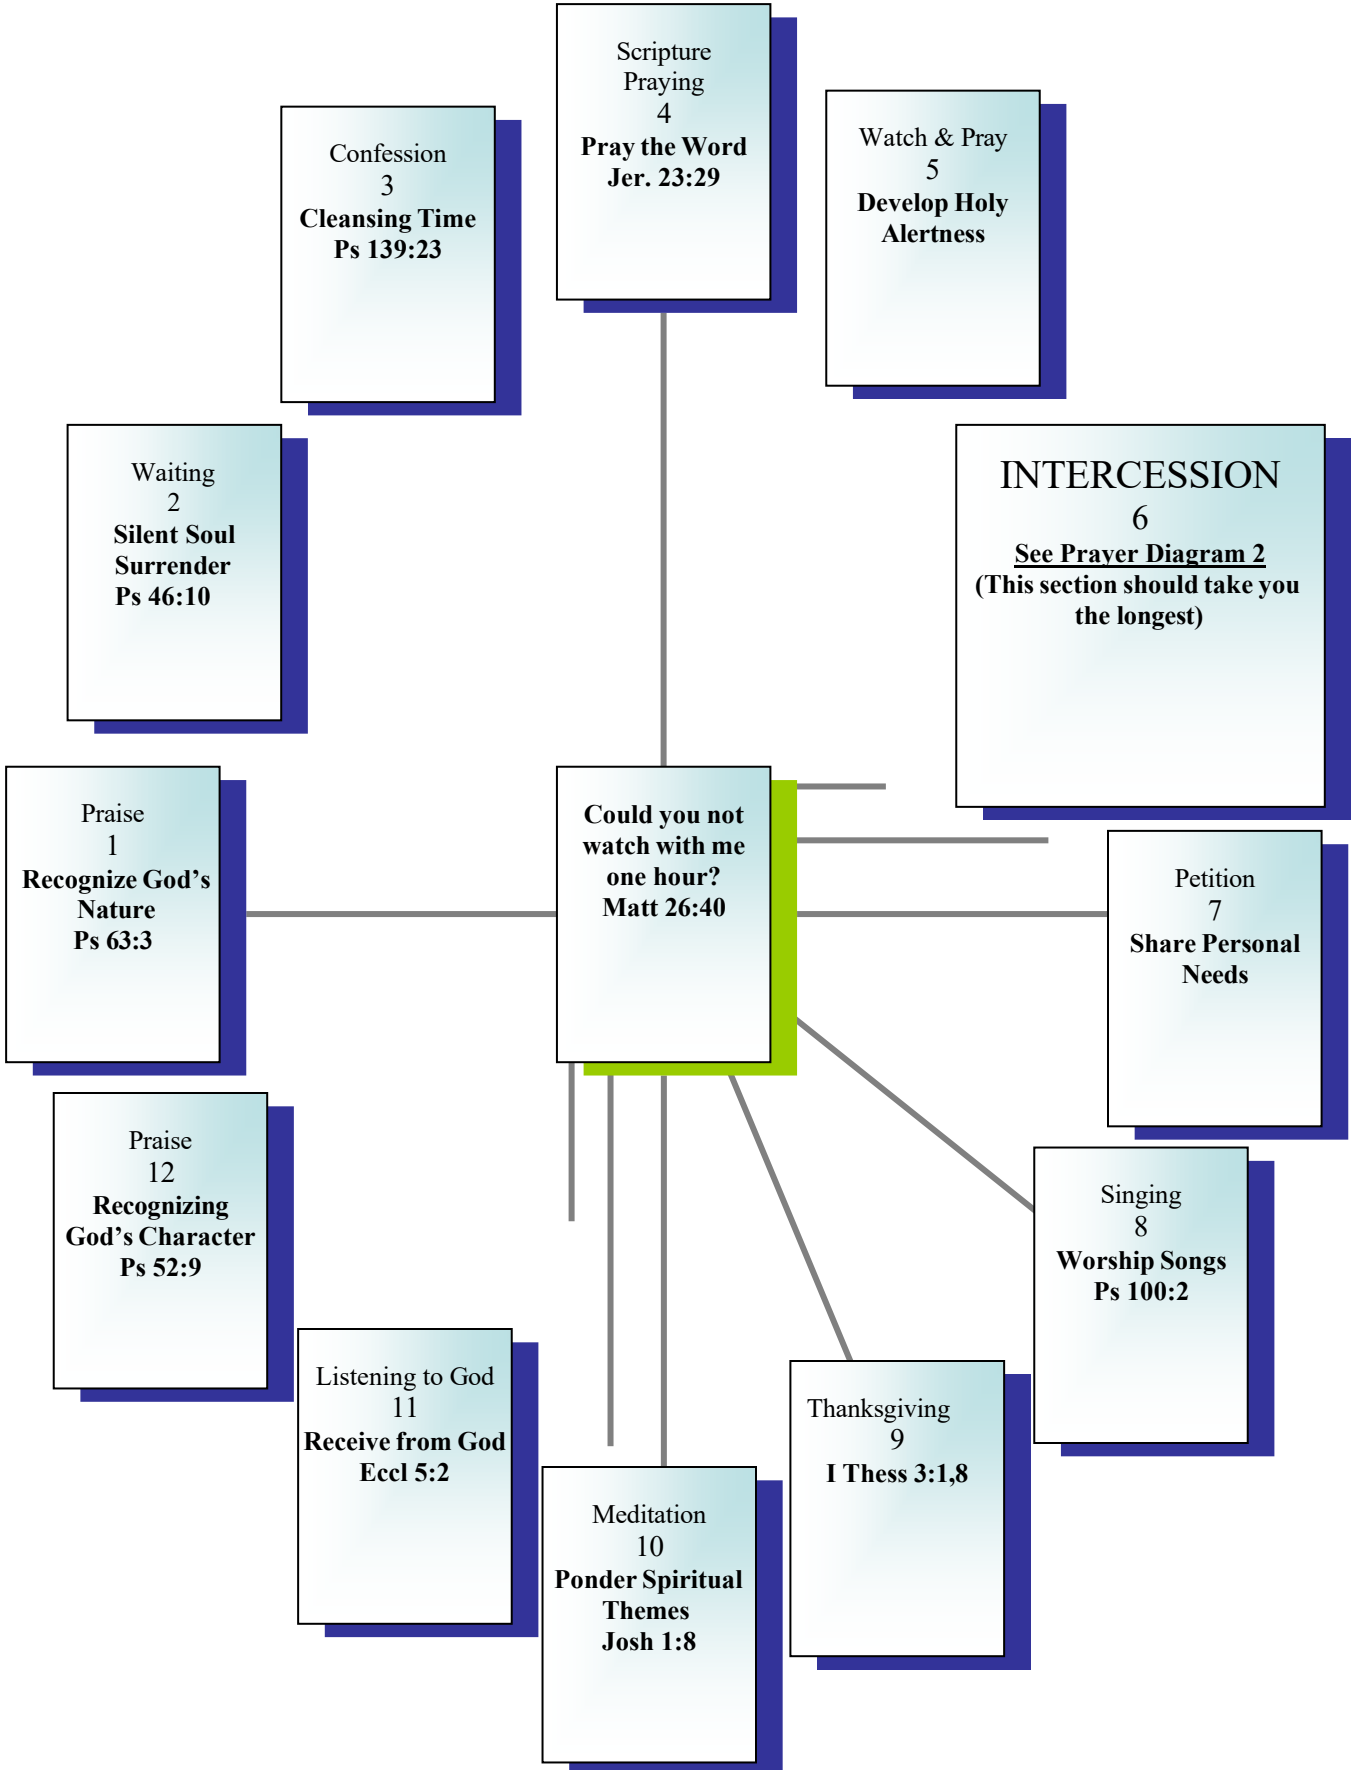 Scripture
Praying
4
Pray the Word
Jer. 23:29
Watch & Pray
5
Develop Holy
Alertness
Confession
3
Cleansing Time
Ps 139:23
Waiting
2
Silent Soul
Surrender
Ps 46:10
INTERCESSION
6
See Prayer Diagram 2
(This section should take you
the longest)
Praise
1
Recognize God's
Nature
Ps 63:3
Could you not
watch with me
one hour?
Matt 26:40
Petition
7
Share Personal
Needs
Praise
12
Recognizing
God's Character
Ps 52:9
Singing
8
Worship Songs
Ps 100:2
Listening to God
11
Receive from God
Eccl 5:2
Thanksgiving
9
I Thess 3:1,8
Meditation
10
Ponder Spiritual
Themes
Josh 1:8